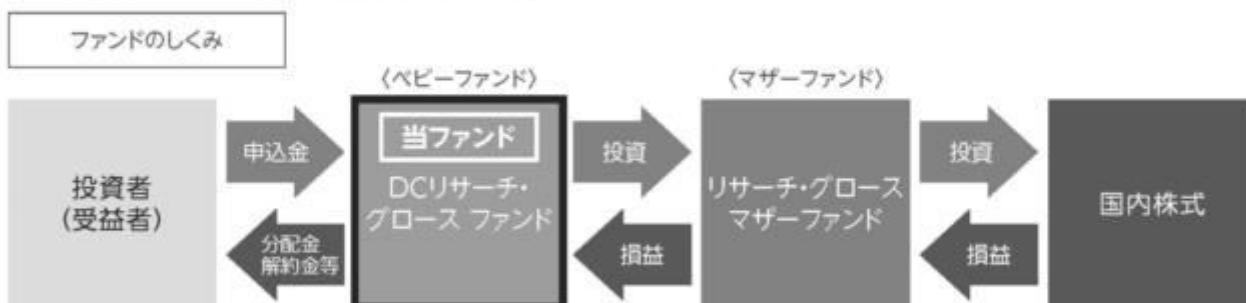 ファンドのしくみ
〈ベビーファンド〉
〈マザーファンド〉
投資者
(受益者)
申込金
分配金
解約金等
当ファンド
DCリサーチ・
グロース ファンド
投資
損益
リサーチ・グロース
マザーファンド
投資
損益
国内株式